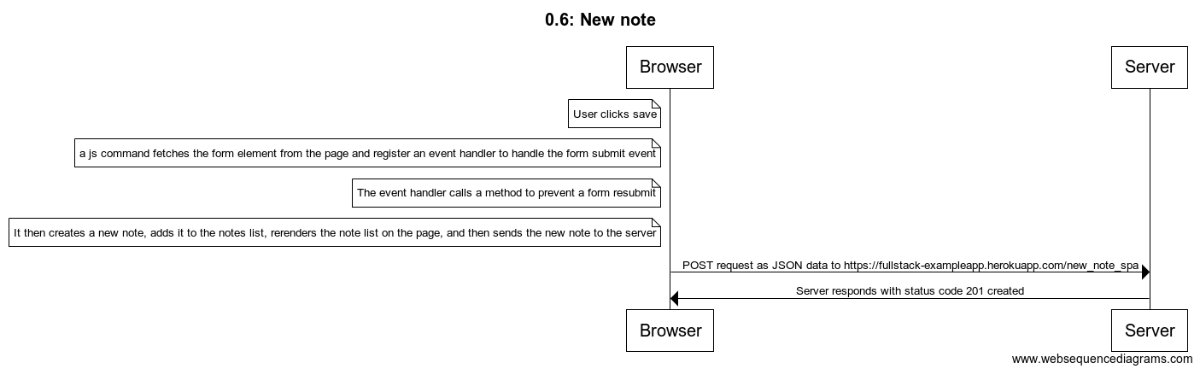 0.6: New note
Browser
Server
User clicks save
a js command fetches the form element from the page and register an event handler to handle the form submit event
The event handler calls a method to prevent a form resubmit
It then creates a new note, adds it to the notes list, rerenders the note list on the page, and then sends the new note to the server
POST request as JSON data to https://fullstack-exampleapp.herokuapp.com/new_note_spa
Server responds with status code 201 created
Browser
Server
www.websequencediagrams.com